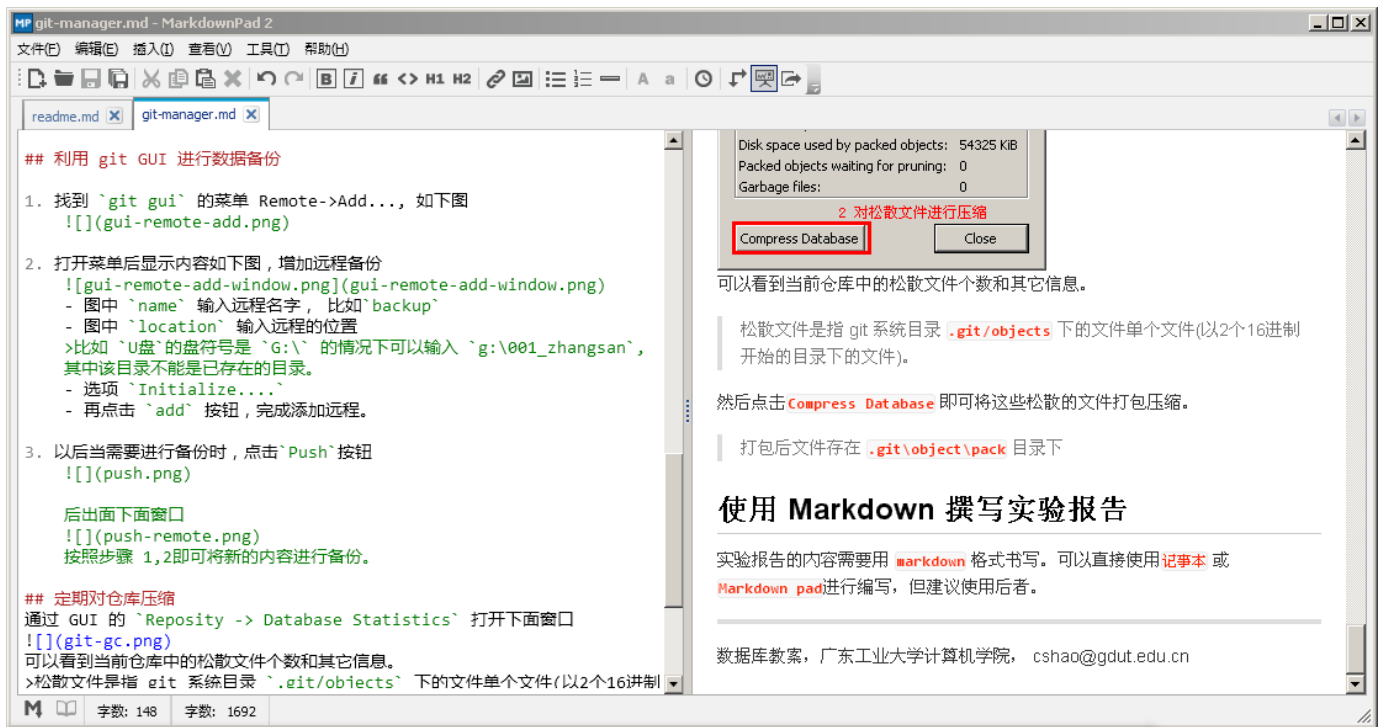 git-manager.md - MarkdownPad 2
文件(F) 编辑(E) 插入(I) 查看(V) 工具(T) 帮助(H)
B i “ <> H1 H2 A a
readme.md git-manager.md
## 利用 git GUI 进行数据备份
1. 找到 `git gui` 的菜单 Remote->Add..., 如下图
![](gui-remote-add.png)
2. 打开菜单后显示内容如下图，增加远程备份
![gui-remote-add-window.png](gui-remote-add-window.png)
- 图中 `name` 输入远程名字， 比如`backup`
- 图中 `location` 输入远程的位置
>比如 `U盘`的盘符号是 `G:\` 的情况下可以输入 `g:\001_zhangsan`,
其中该目录不能是已存在的目录。
- 选项 `Initialize....`
- 再点击 `add` 按钮，完成添加远程。
3. 以后当需要进行备份时，点击`Push`按钮
![](push.png)
后出面下面窗口
![](push-remote.png)
按照步骤 1,2即可将新的内容进行备份。
## 定期对仓库压缩
通过 GUI 的 `Reposity -> Database Statistics` 打开下面窗口
![](git-gc.png)
可以看到当前仓库中的松散文件个数和其它信息。
>松散文件是指 git 系统目录 `.git/objects` 下的文件单个文件(以2个16进制
Disk space used by packed objects: 54325 KiB
Packed objects waiting for pruning: 0
Garbage files: 0
2 对松散文件进行压缩
Compress Database Close
可以看到当前仓库中的松散文件个数和其它信息。
松散文件是指 git 系统目录 .git/objects 下的文件单个文件(以2个16进制
开始的目录下的文件)。
然后点击Compress Database 即可将这些松散的文件打包压缩。
打包后文件存在 .git\object\pack 目录下
使用 Markdown 撰写实验报告
实验报告的内容需要用 markdown 格式书写。可以直接使用记事本 或
Markdown pad进行编写，但建议使用后者。
数据库教案，广东工业大学计算机学院， cshao@gdut.edu.cn
字数: 148 字数: 1692